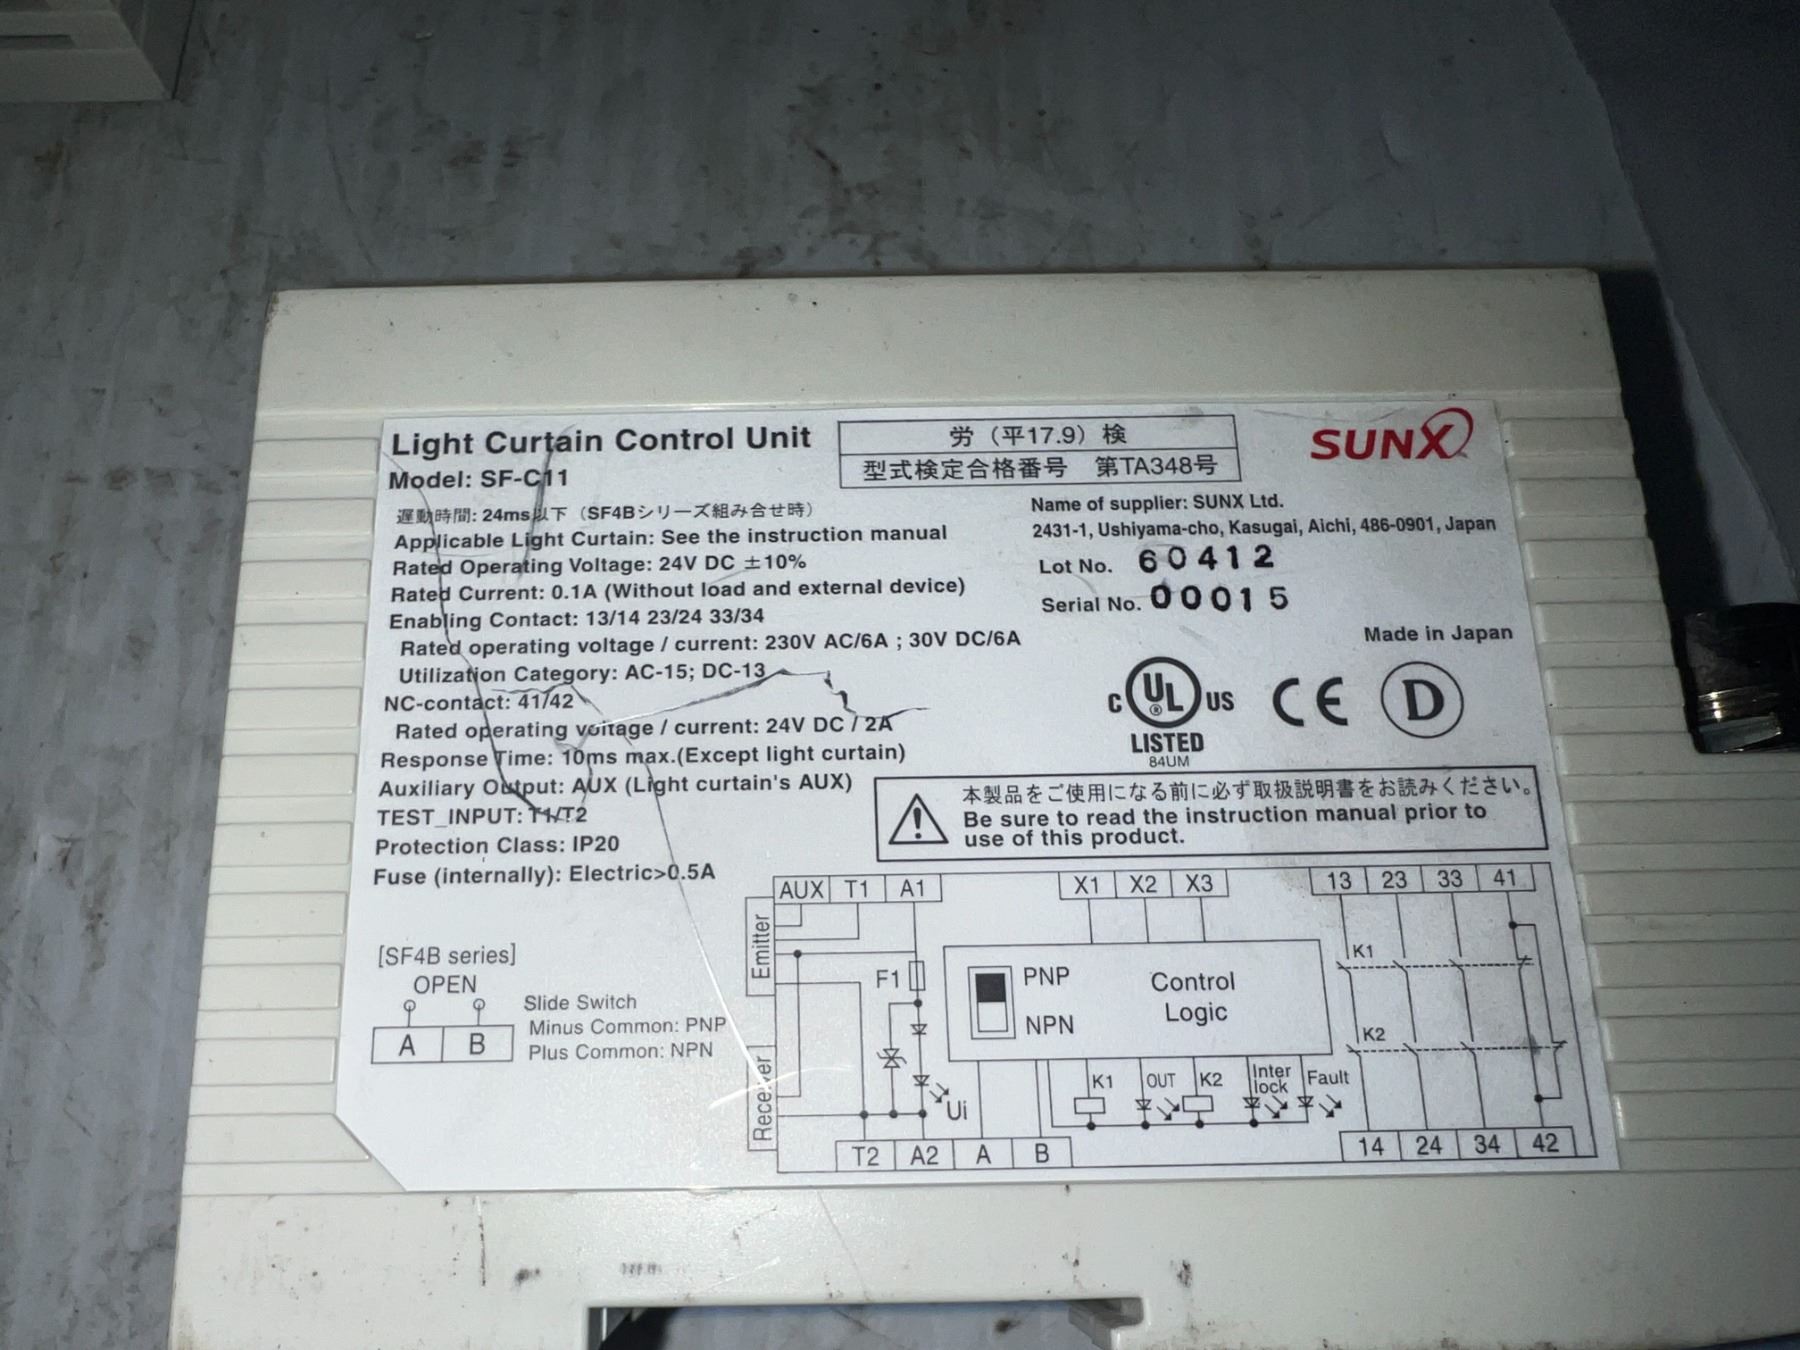 Light Curtain Control Unit
Model: SF-C11
労（平17.9）検
型式検定合格番号　第TA348号
SUNX
遅動時間: 24ms以下（SF4Bシリーズ組み合せ時）
Applicable Light Curtain: See the instruction manual
Rated Operating Voltage: 24V DC ±10%
Rated Current: 0.1A (Without load and external device)
Enabling Contact: 13/14 23/24 33/34
Rated operating voltage / current: 230V AC/6A ; 30V DC/6A
Utilization Category: AC-15; DC-13
NC-contact: 41/42
Rated operating voltage / current: 24V DC / 2A
Response Time: 10ms max.(Except light curtain)
Auxiliary Output: AUX (Light curtain's AUX)
TEST_INPUT: T1/T2
Protection Class: IP20
Fuse (internally): Electric>0.5A
Name of supplier: SUNX Ltd.
2431-1, Ushiyama-cho, Kasugai, Aichi, 486-0901, Japan
Lot No. 60412
Serial No. 00015
Made in Japan
C UL ® US
LISTED
84UM
CE
D
本製品をご使用になる前に必ず取扱説明書をお読みください。
Be sure to read the instruction manual prior to
use of this product.
[SF4B series]
OPEN
A B
Slide Switch
Minus Common: PNP
Plus Common: NPN
AUX T1 A1
X1 X2 X3
13 23 33 41
Emitter
Receiver
F1
Ui
PNP
NPN
Control
Logic
K1
K2
K1 OUT K2 Inter
lock Fault
T2 A2 A B
14 24 34 42